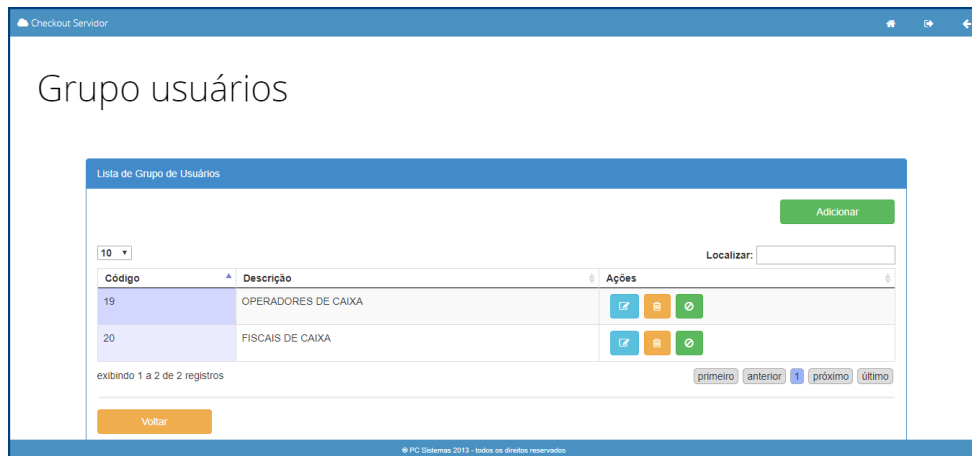 Checkout Servidor
Grupo usuários
Lista de Grupo de Usuários
Adicionar
10
Localizar:
Código Descrição Ações
19 OPERADORES DE CAIXA
20 FISCAIS DE CAIXA
exibindo 1 a 2 de 2 registros primeiro anterior 1 próximo último
Voltar
® PC Sistemas 2013 - todos os direitos reservados